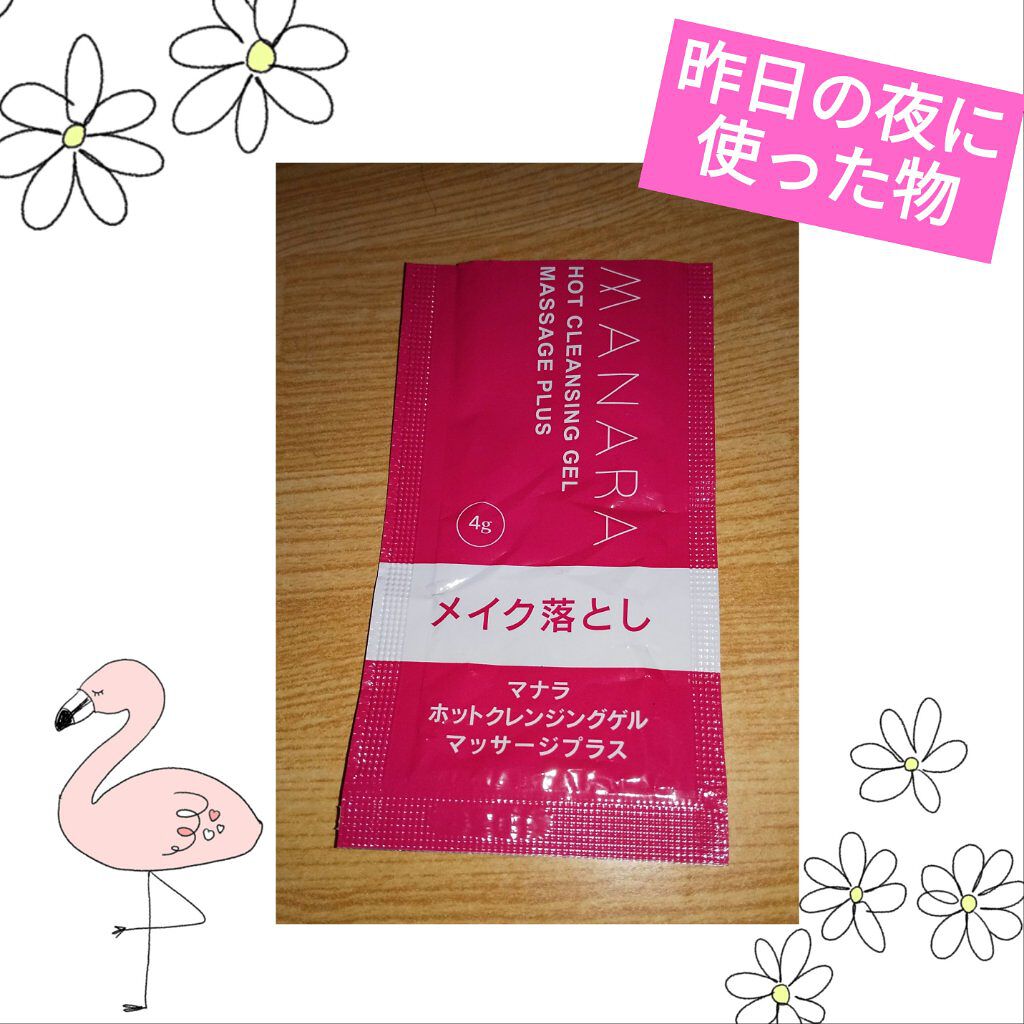 昨日の夜に
使った物
MANARA
HOT CLEANSING GEL
MASSAGE PLUS
4g
メイク落とし
マナラ
ホットクレンジングゲル
マッサージプラス